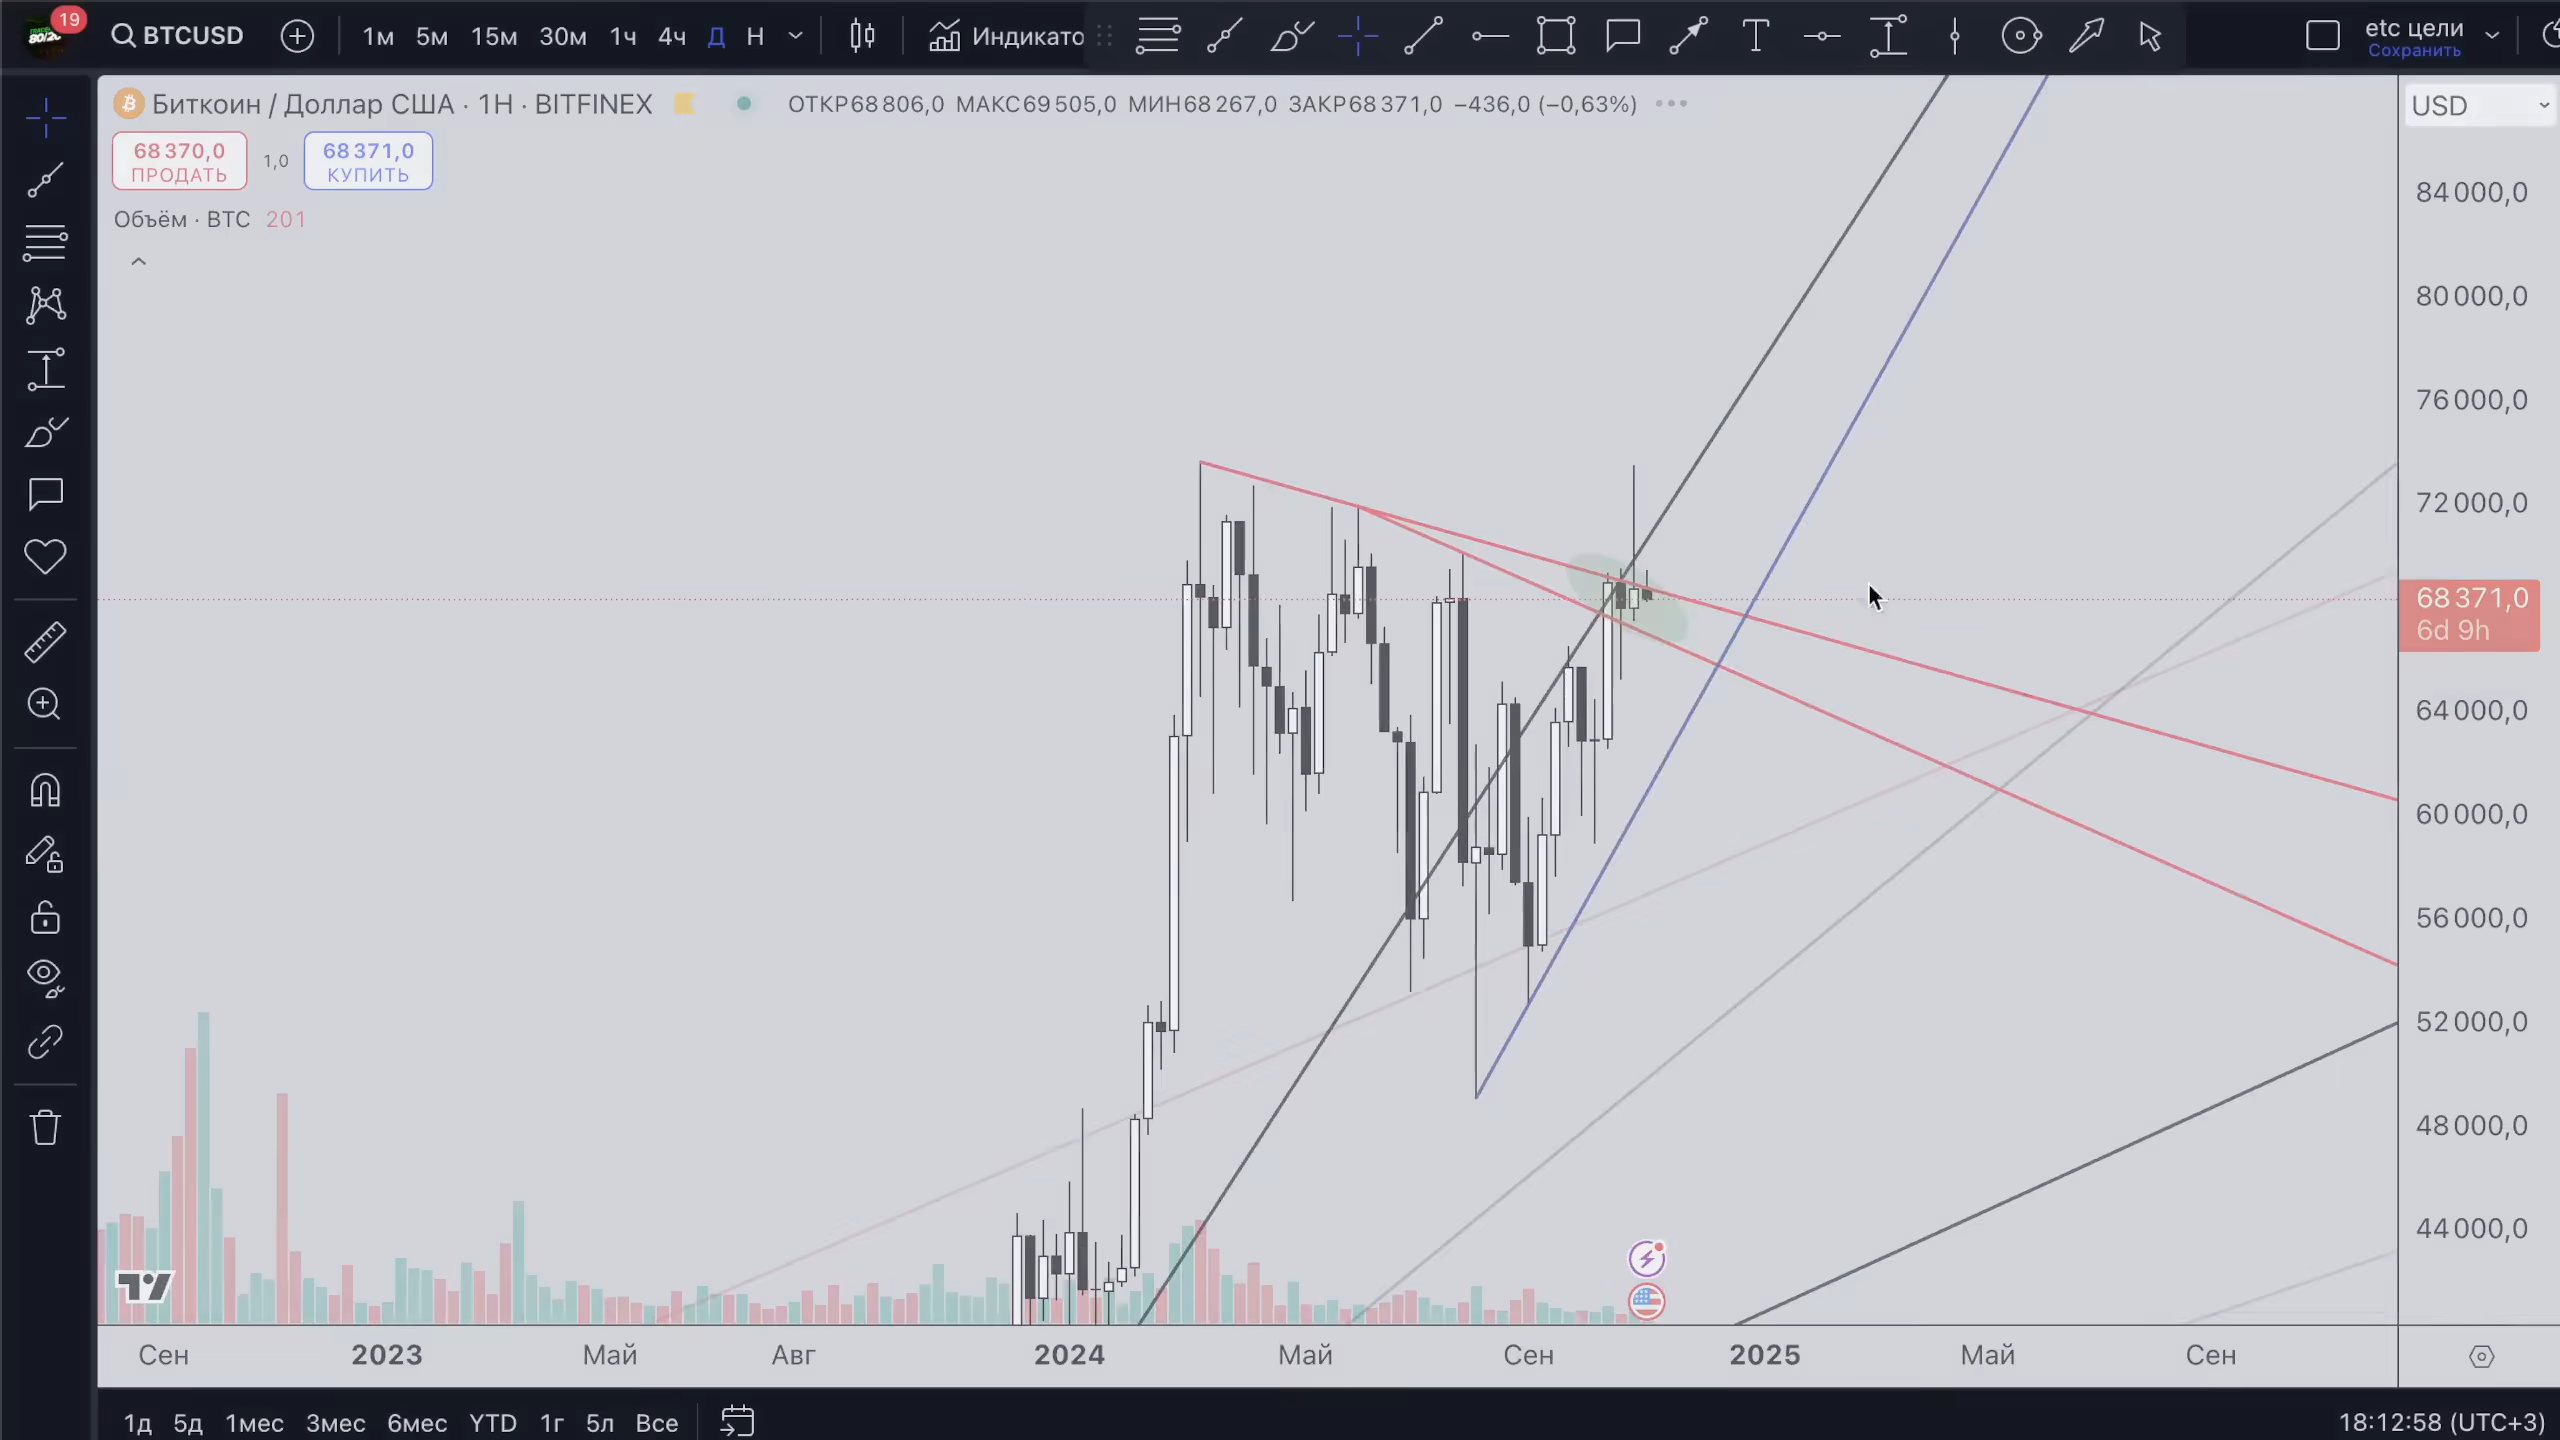 19
BTCUSD
1м 5м 15м 30м 1ч 4ч Д Н
Индикато
T
etc цели
Сохранить
Биткоин / Доллар США · 1Н · BITFINEX
ОТКР68 806,0 МАКС69 505,0 МИН68 267,0 ЗАКР68 371,0 −436,0 (−0,63%)
USD
68 370,0
ПРОДАТЬ
1,0
68 371,0
КУПИТЬ
Объём · BTC 201
84 000,0
80 000,0
76 000,0
72 000,0
68 371,0
6d 9h
64 000,0
60 000,0
56 000,0
52 000,0
48 000,0
44 000,0
Сен 2023 Май Авг 2024 Май Сен 2025 Май Сен
1д 5д 1мес 3мес 6мес YTD 1г 5л Все
18:12:58 (UTC+3)